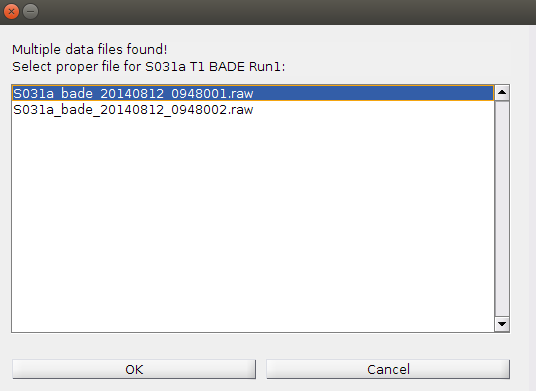 Multiple data files found!
Select proper file for S031a T1 BADE Run1:
S031a_bade_20140812_0948001.raw
S031a_bade_20140812_0948002.raw
OK
Cancel